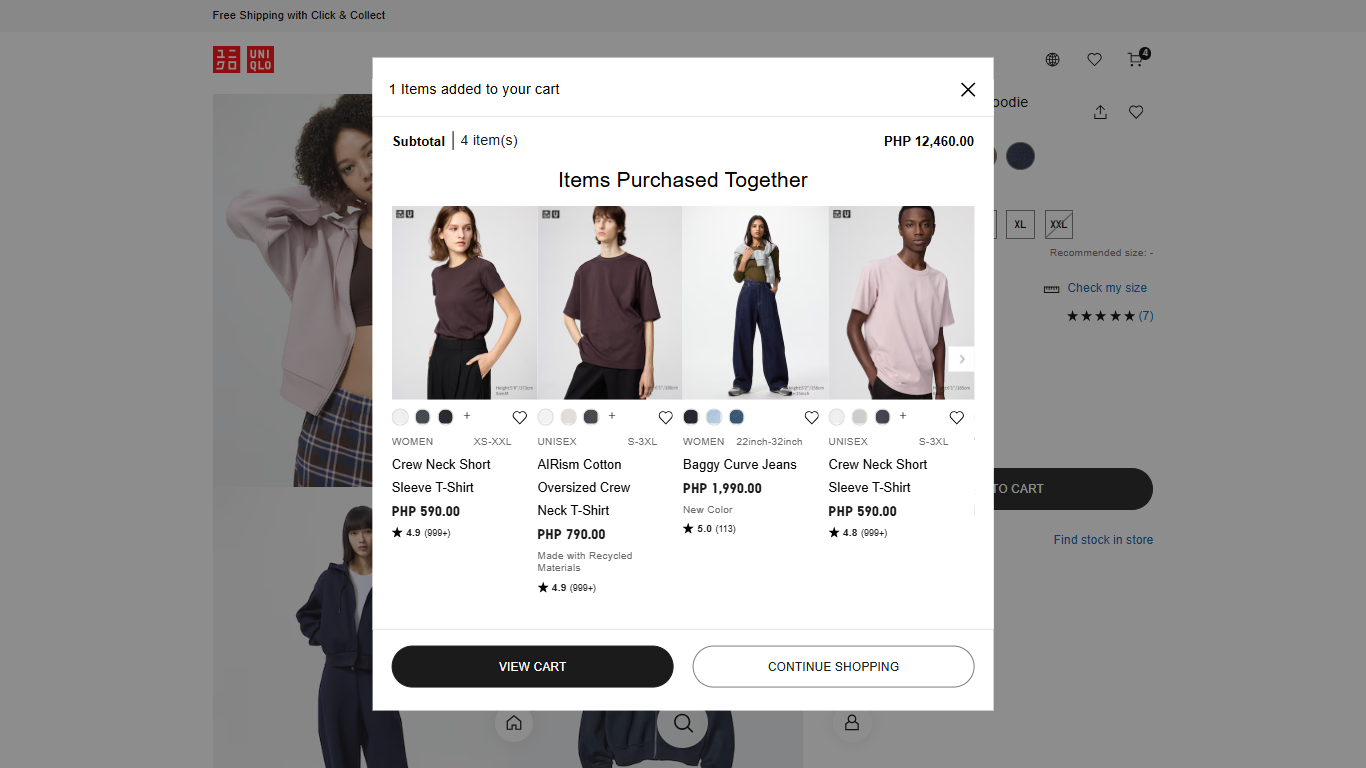 Free Shipping with Click & Collect
UNI
QLO
4
1 Items added to your cart
oodie
Subtotal | 4 item(s)
PHP 12,460.00
Items Purchased Together
XL
XXL
Recommended size: -
Check my size
(7)
WOMEN XS-XXL
Crew Neck Short
Sleeve T-Shirt
PHP 590.00
4.9 (999+)
UNISEX S-3XL
AIRism Cotton
Oversized Crew
Neck T-Shirt
PHP 790.00
Made with Recycled
Materials
4.9 (999+)
WOMEN 22inch-32inch
Baggy Curve Jeans
PHP 1,990.00
New Color
5.0 (113)
UNISEX S-3XL
Crew Neck Short
Sleeve T-Shirt
PHP 590.00
4.8 (999+)
TO CART
Find stock in store
VIEW CART
CONTINUE SHOPPING